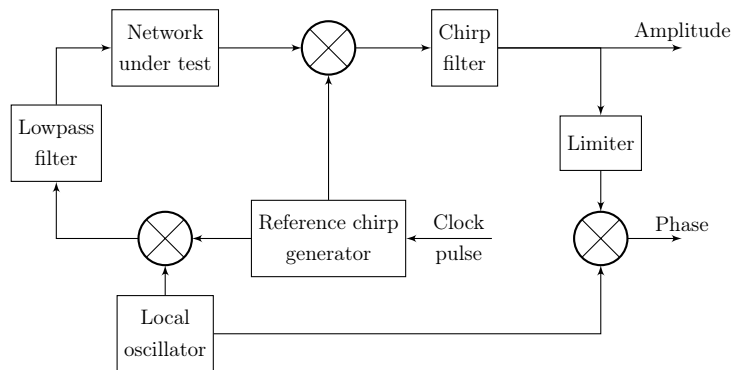 Network
under test
Chirp
filter
Amplitude
Lowpass
filter
Limiter
Reference chirp
generator
Clock
pulse
Phase
Local
oscillator